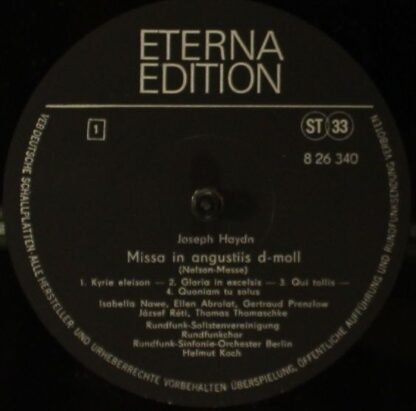 ETERNA
EDITION
1
ST 33
8 26 340
Joseph Haydn
Missa in angustiis d-moll
(Nelson-Messe)
1. Kyrie eleison — 2. Gloria in excelsis — 3. Qui tollis —
4. Quoniam tu solus
Isabella Nawe, Ellen Abrolat, Gertraud Prenzlow
József Réti, Thomas Thomaschke
Rundfunk-Solistenvereinigung
Rundfunkchor
Rundfunk-Sinfonie-Orchester Berlin
Helmut Koch
VEB DEUTSCHE SCHALLPLATTEN ALLE HERSTELLER UND URHEBERRECHTE VORBEHALTEN ÜBERSPIELUNG, ÖFFENTLICHE AUFFÜHRUNG UND RUNDFUNKSENDUNG VERBOTEN